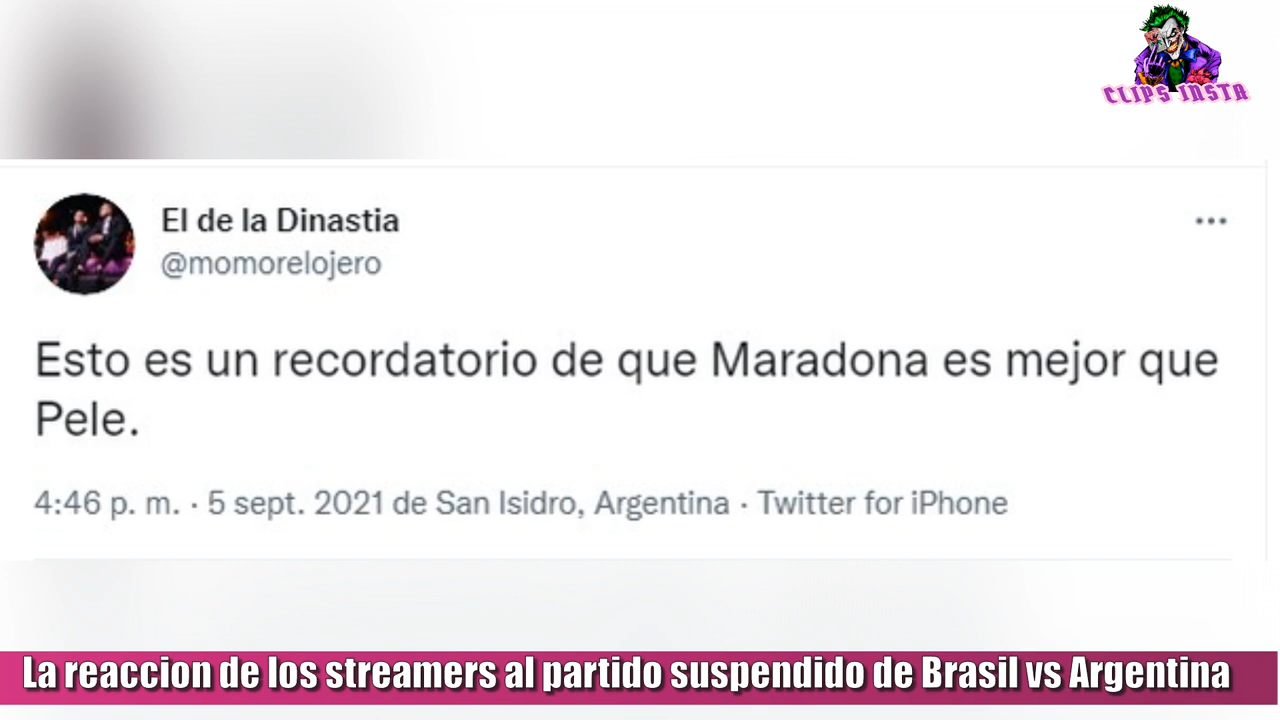 CLIPS INSTA
El de la Dinastia
@momorelojero
Esto es un recordatorio de que Maradona es mejor que
Pele.
4:46 p. m. · 5 sept. 2021 de San Isidro, Argentina · Twitter for iPhone
La reaccion de los streamers al partido suspendido de Brasil vs Argentina